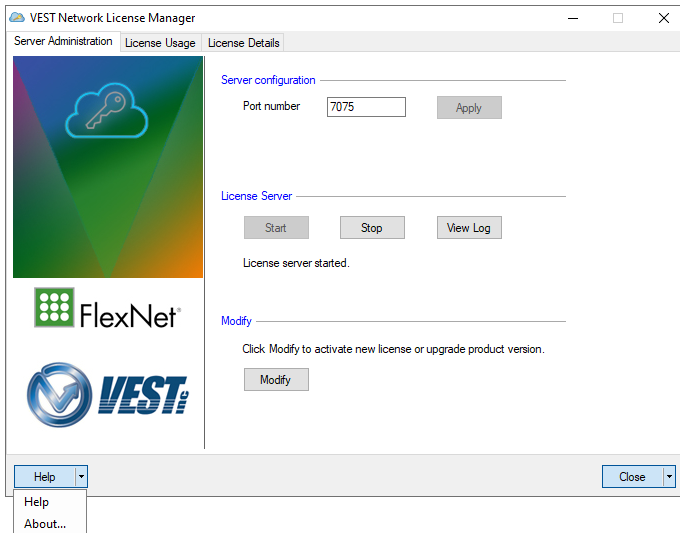 VEST Network License Manager
Server Administration
License Usage
License Details
Server configuration
Port number
7075
Apply
License Server
Start
Stop
View Log
License server started.
FlexNet®
Modify
Click Modify to activate new license or upgrade product version.
VESTic
Modify
Help
Close
Help
About...